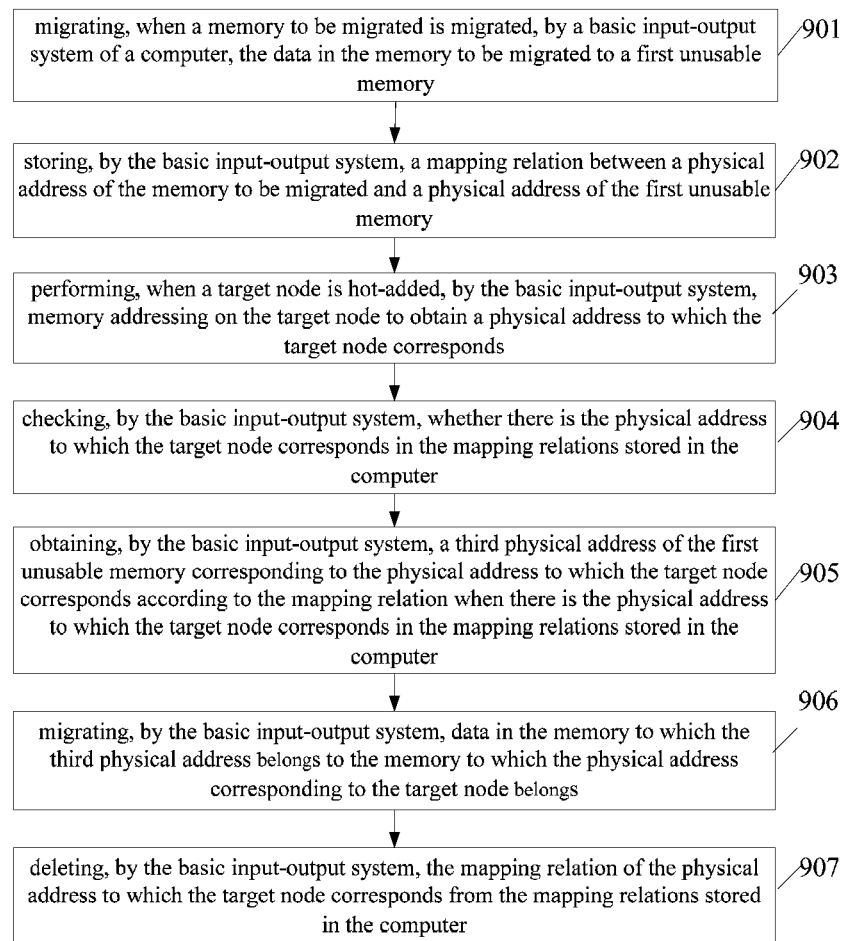 migrating, when a memory to be migrated is migrated, by a basic input-output
system of a computer, the data in the memory to be migrated to a first unusable
memory
901
storing, by the basic input-output system, a mapping relation between a physical
address of the memory to be migrated and a physical address of the first unusable
memory
902
performing, when a target node is hot-added, by the basic input-output system,
memory addressing on the target node to obtain a physical address to which the
target node corresponds
903
checking, by the basic input-output system, whether there is the physical address
to which the target node corresponds in the mapping relations stored in the
computer
904
obtaining, by the basic input-output system, a third physical address of the first
unusable memory corresponding to the physical address to which the target node
corresponds according to the mapping relation when there is the physical address
to which the target node corresponds in the mapping relations stored in the
computer
905
migrating, by the basic input-output system, data in the memory to which the
third physical address belongs to the memory to which the physical address
corresponding to the target node belongs
906
deleting, by the basic input-output system, the mapping relation of the physical
address to which the target node corresponds from the mapping relations stored
in the computer
907